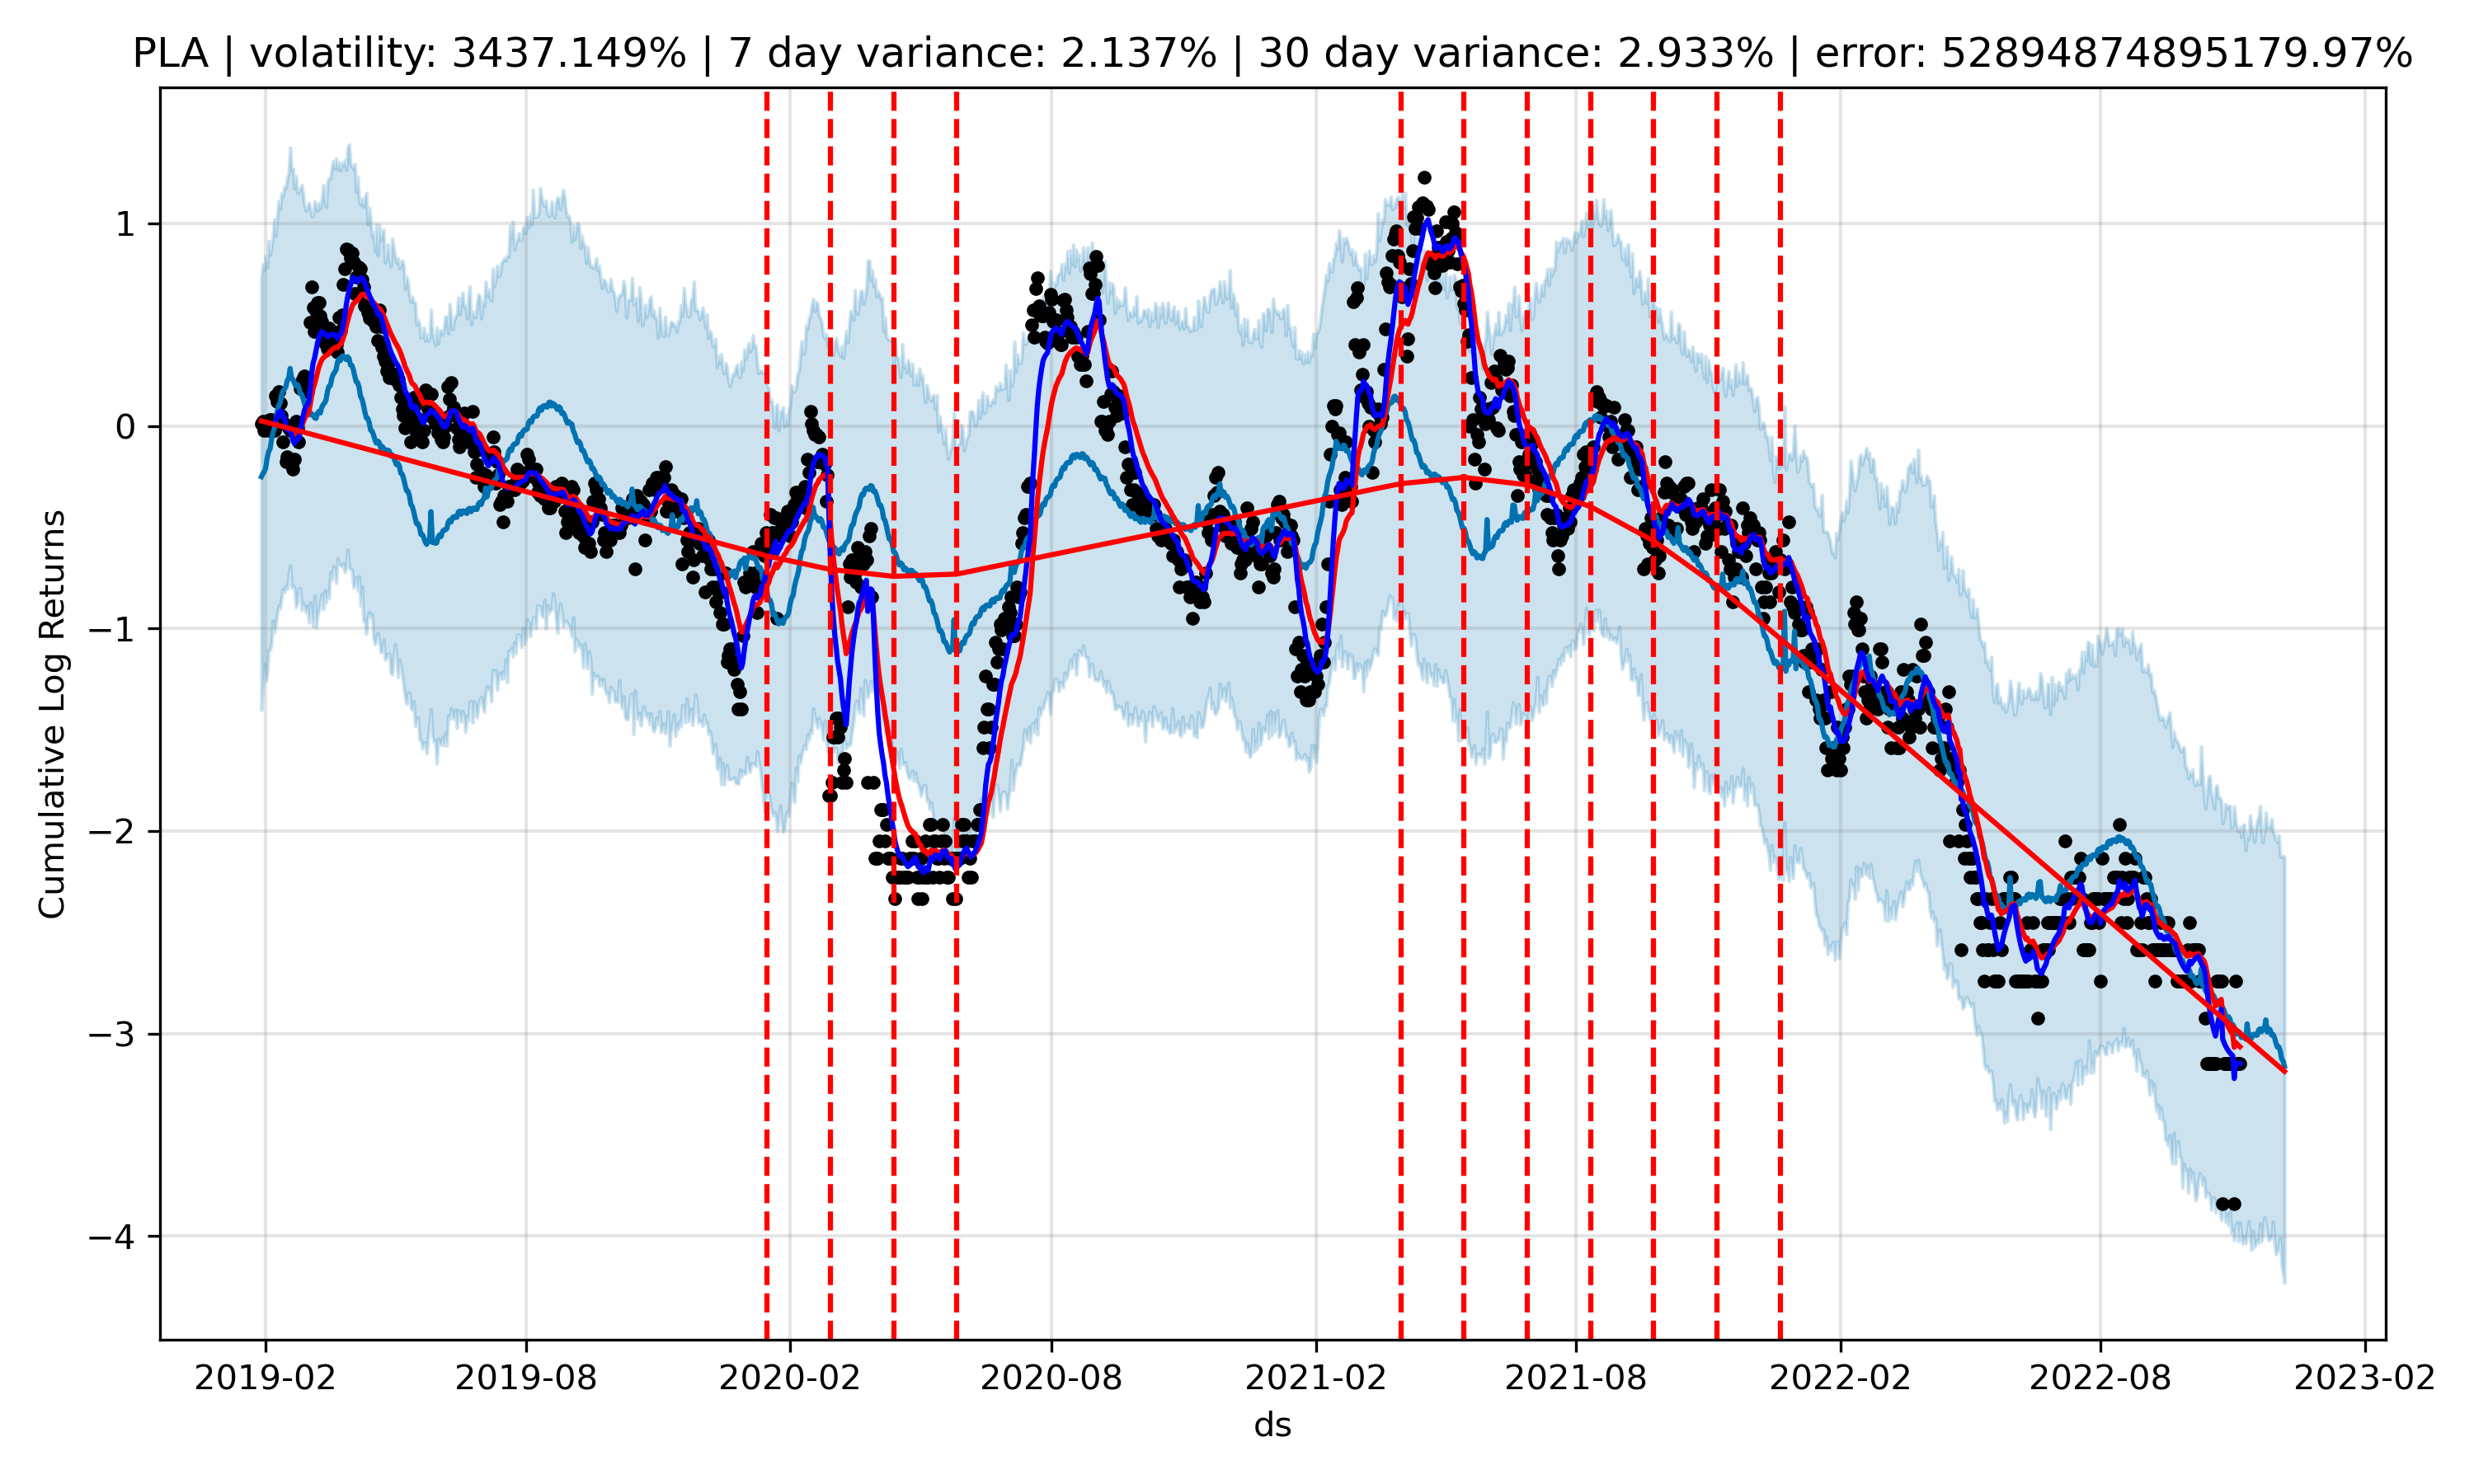 PLA | volatility: 3437.149% | 7 day variance: 2.137% | 30 day variance: 2.933% | error: 52894874895179.97%
Cumulative Log Returns
1
0
−1
−2
−3
−4
2019-02 2019-08 2020-02 2020-08 2021-02 2021-08 2022-02 2022-08 2023-02
ds